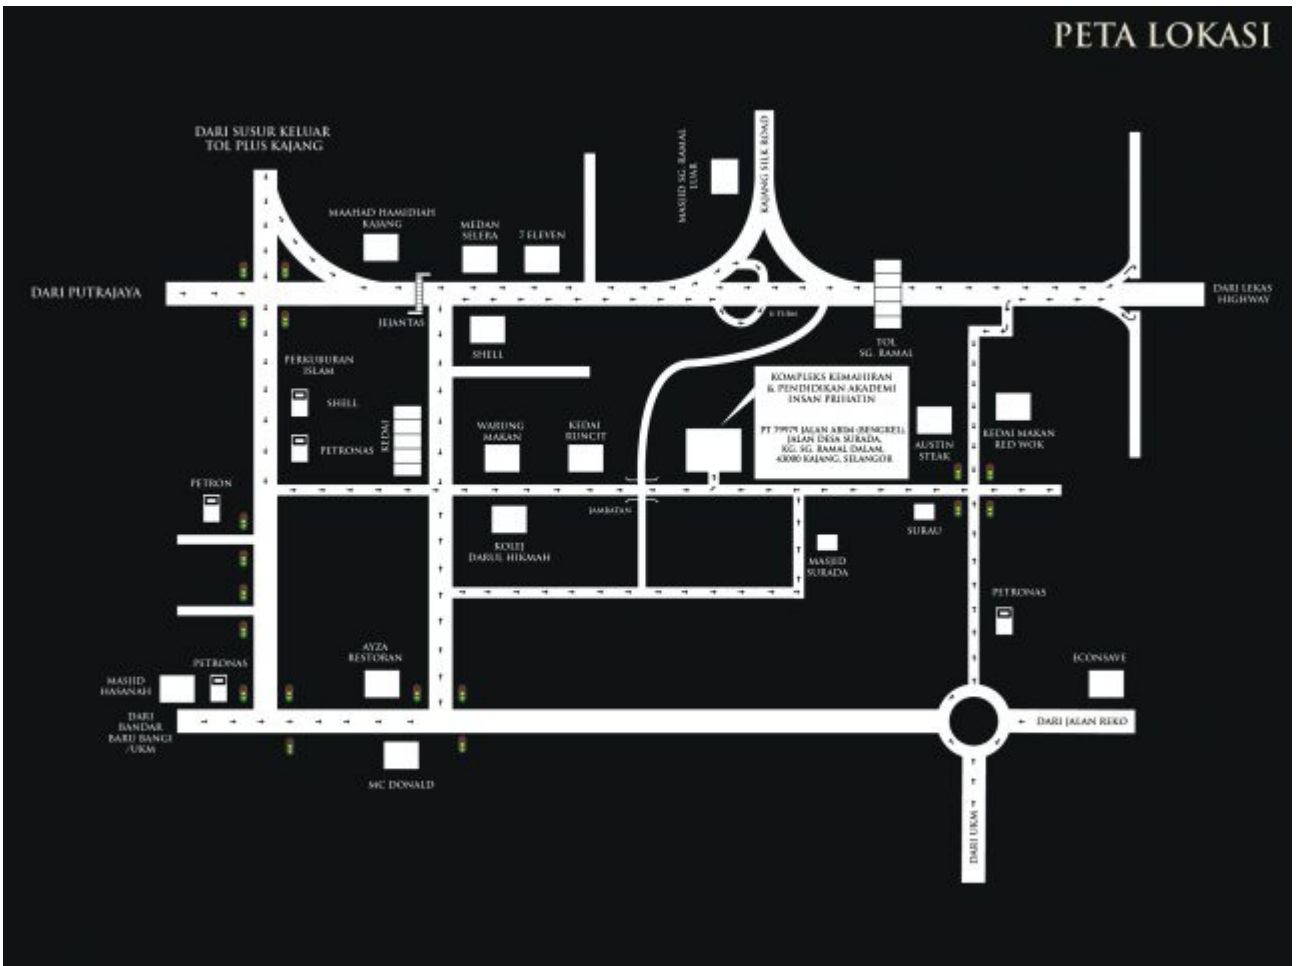 PETA LOKASI
DARI SUSUR KELUAR
TOL PLUS KAJANG
MASJID SG. RAMAL
LUAR
KAJANG SILK ROAD
MAAHAD HAMIDIAH
KAJANG
MEDAN
SELERA
7 ELEVEN
DARI PUTRAJAYA
DARI LEKAS
HIGHWAY
JEJANTAS
U-TURN
SHELL
TOL
SG. RAMAL
PERKUBURAN
ISLAM
SHELL
PETRONAS
KEDAI
KOMPLEKS KEMAHIRAN
& PENDIDIKAN AKADEMI
INSAN PRIHATIN
PT 79979 JALAN ABIM (BENGKEL),
JALAN DESA SURADA,
KG. SG. RAMAL DALAM,
43000 KAJANG, SELANGOR
WARUNG
MAKAN
KEDAI
RUNCIT
AUSTIN
STEAK
KEDAI MAKAN
RED WOK
PETRON
JAMBATAN
KOLEJ
DARUL HIKMAH
MASJID
SURADA
SURAU
PETRONAS
AYZA
RESTORAN
PETRONAS
MASJID
HASANAH
ECONSAVE
DARI
BANDAR
BARU BANGI
/UKM
DARI JALAN REKO
MC DONALD
DARI UKM